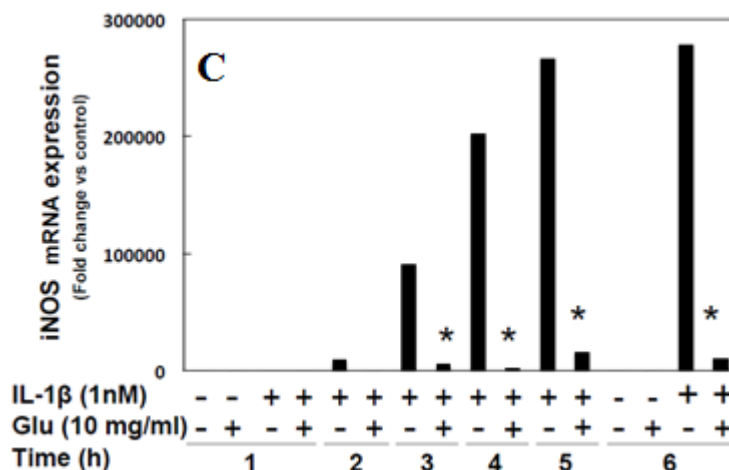 C
iNOS mRNA expression
(Fold change vs control)
300000
200000
100000
0
* * * *
IL-1β (1nM) - - + + + + + + + + + + - - + +
Glu (10 mg/ml) - + - + - + - + - + - + - + - +
Time (h) 1 2 3 4 5 6